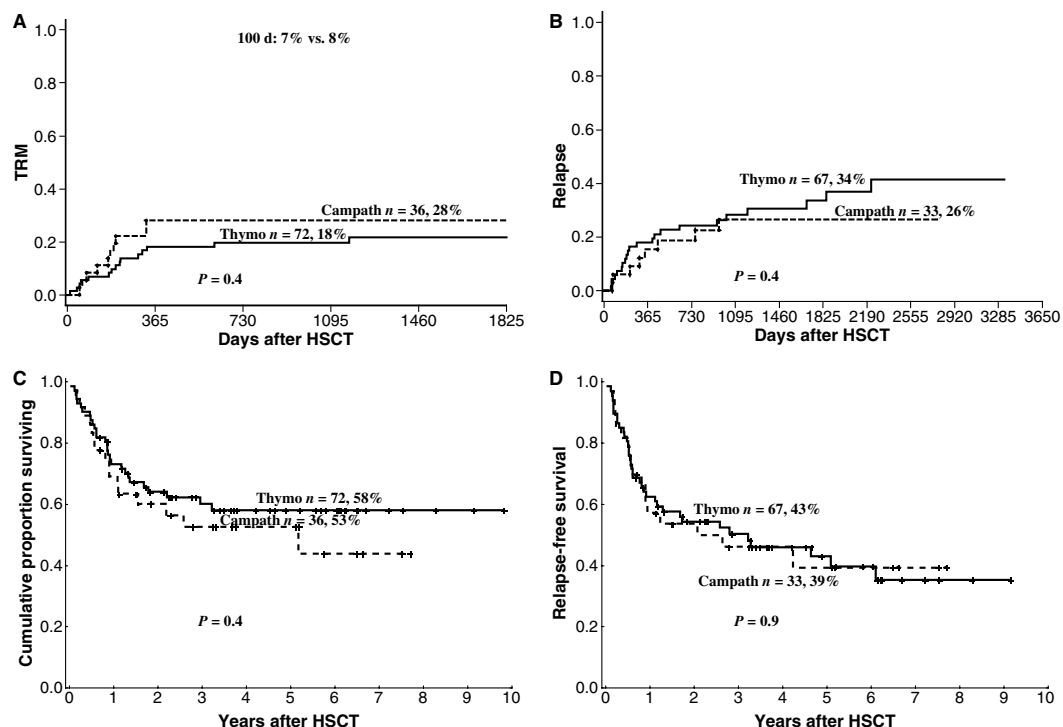 A
1.0
100 d: 7% vs. 8%
0.8
0.6
TRM
0.4
Campath n = 36, 28%
0.2
Thymo n = 72, 18%
P = 0.4
0.0
0 365 730 1095 1460 1825
Days after HSCT
B
1.0
0.8
0.6
Relapse
0.4
Thymo n = 67, 34%
Campath n = 33, 26%
0.2
P = 0.4
0.0
0 365 730 1095 1460 1825 2190 2555 2920 3285 3650
Days after HSCT
C
1.0
0.8
Cumulative proportion surviving
0.6
Thymo n = 72, 58%
Campath n = 36, 53%
0.4
0.2
P = 0.4
0.0
0 1 2 3 4 5 6 7 8 9 10
Years after HSCT
D
1.0
0.8
Relapse-free survival
0.6
Thymo n = 67, 43%
0.4
Campath n = 33, 39%
0.2
P = 0.9
0.0
0 1 2 3 4 5 6 7 8 9 10
Years after HSCT